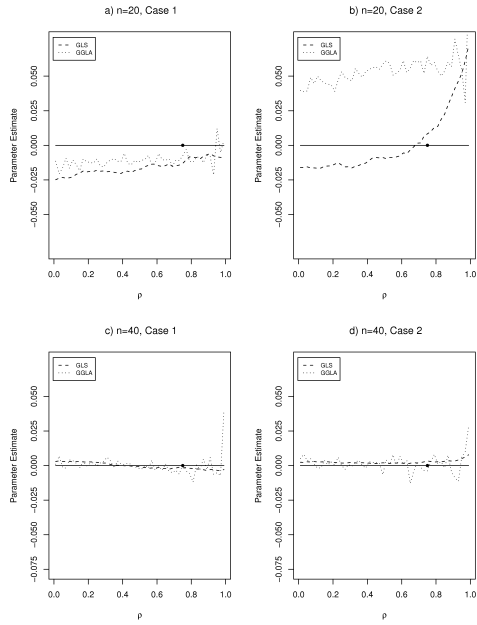 a) n=20, Case 1
b) n=20, Case 2
GLS
GGLA
GLS
GGLA
Parameter Estimate
0.050
0.025
0.000
−0.025
−0.050
Parameter Estimate
0.050
0.025
0.000
−0.025
−0.050
0.0 0.2 0.4 0.6 0.8 1.0
0.0 0.2 0.4 0.6 0.8 1.0
ρ
ρ
c) n=40, Case 1
d) n=40, Case 2
GLS
GGLA
GLS
GGLA
Parameter Estimate
0.050
0.025
0.000
−0.025
−0.050
−0.075
Parameter Estimate
0.050
0.025
0.000
−0.025
−0.050
−0.075
0.0 0.2 0.4 0.6 0.8 1.0
0.0 0.2 0.4 0.6 0.8 1.0
ρ
ρ